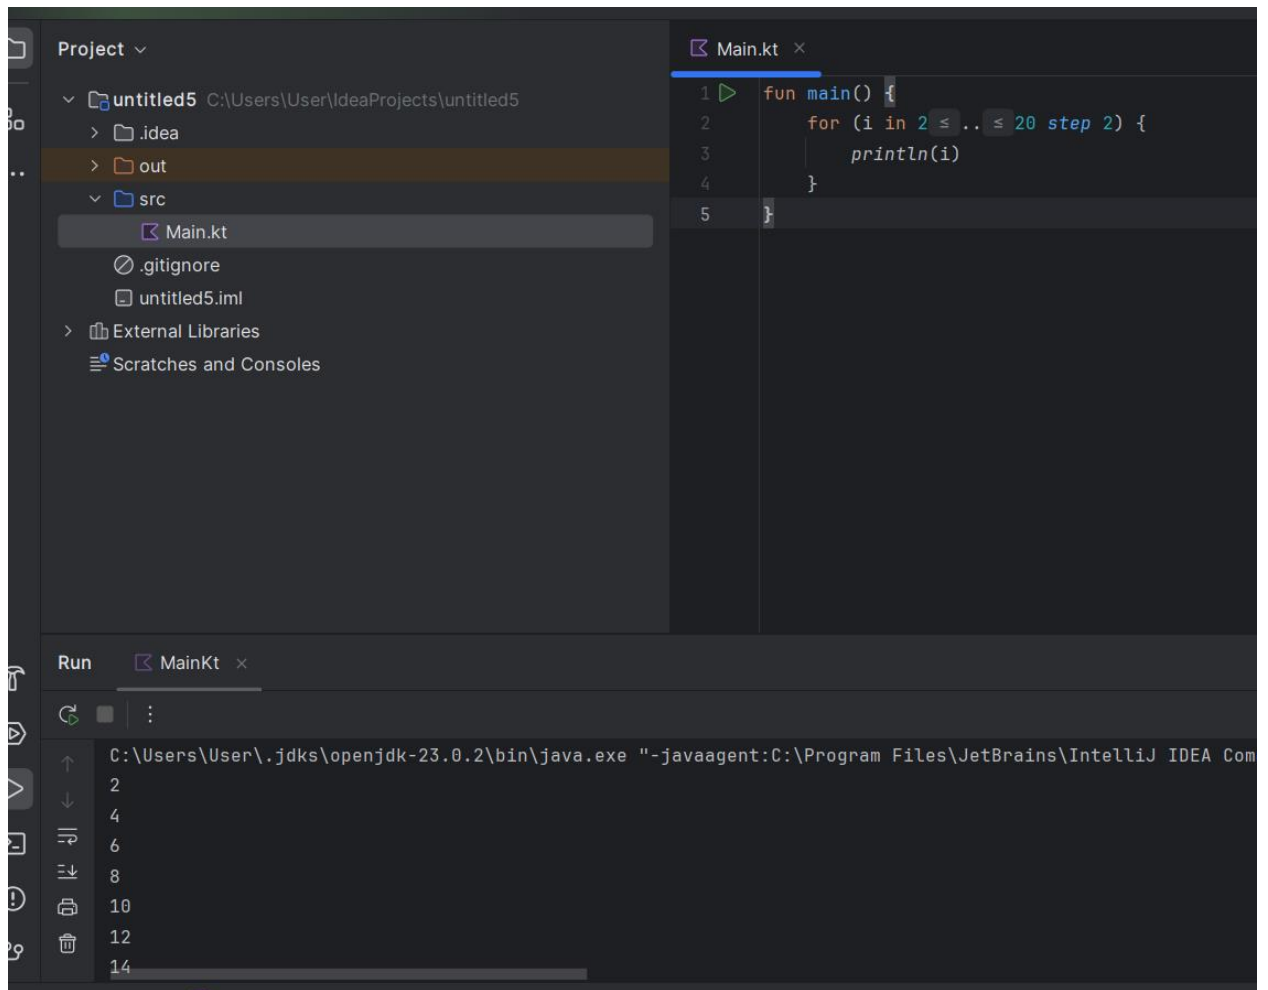 Project
untitled5 C:\Users\User\IdeaProjects\untitled5
.idea
out
src
Main.kt
.gitignore
untitled5.iml
External Libraries
Scratches and Consoles
Main.kt
1 fun main() {
2 for (i in 2 ≤ .. ≤ 20 step 2) {
3 println(i)
4 }
5 }
Run MainKt
C:\Users\User\.jdks\openjdk-23.0.2\bin\java.exe "-javaagent:C:\Program Files\JetBrains\IntelliJ IDEA Com
2
4
6
8
10
12
14